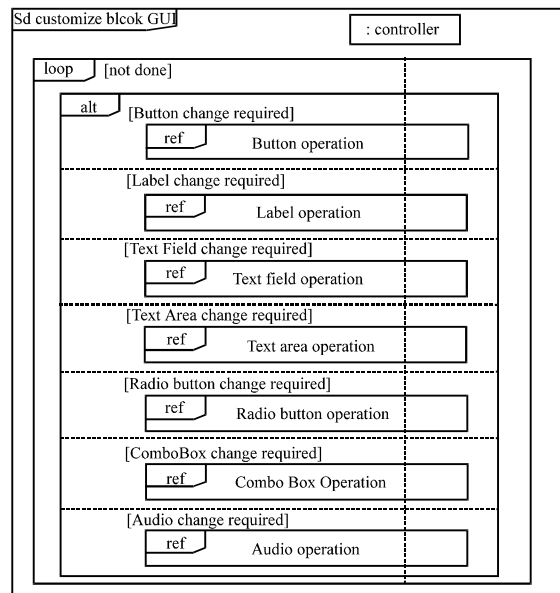 Sd customize blcok GUI
: controller
loop [not done]
alt
[Button change required]
ref
Button operation
[Label change required]
ref
Label operation
[Text Field change required]
ref
Text field operation
[Text Area change required]
ref
Text area operation
[Radio button change required]
ref
Radio button operation
[ComboBox change required]
ref
Combo Box Operation
[Audio change required]
ref
Audio operation